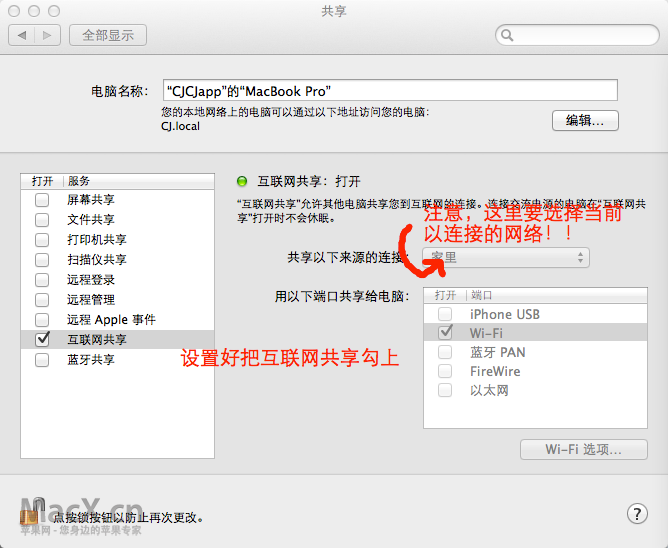 共享
全部显示
电脑名称：
“CJCJapp”的“MacBook Pro”
您的本地网络上的电脑可以通过以下地址访问您的电脑：
CJ.local
编辑...
打开 服务
屏幕共享
文件共享
打印机共享
扫描仪共享
远程登录
远程管理
远程 Apple 事件
互联网共享
蓝牙共享
互联网共享：打开
“互联网共享”允许其他电脑共享您到互联网的连接。连接交流电源的电脑在“互联网共
享”打开时不会休眠。
注意，这里要选择当前
以连接的网络！！
共享以下来源的连接：
家里
用以下端口共享给电脑：
打开 端口
iPhone USB
Wi-Fi
蓝牙 PAN
FireWire
以太网
设置好把互联网共享勾上
Wi-Fi 选项...
MacX.cn
苹果网 - 您身边的苹果专家
点按锁按钮以防止再次更改。
?